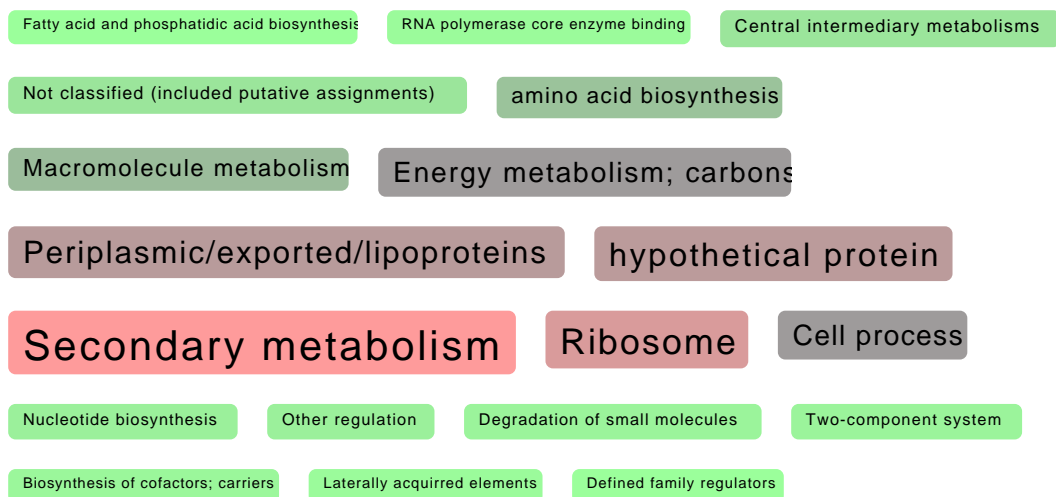 Fatty acid and phosphatidic acid biosynthesis RNA polymerase core enzyme binding Central intermediary metabolisms
Not classified (included putative assignments) amino acid biosynthesis
Macromolecule metabolism Energy metabolism; carbons
Periplasmic/exported/lipoproteins hypothetical protein
Secondary metabolism Ribosome Cell process
Nucleotide biosynthesis Other regulation Degradation of small molecules Two-component system
Biosynthesis of cofactors; carriers Laterally acquirred elements Defined family regulators